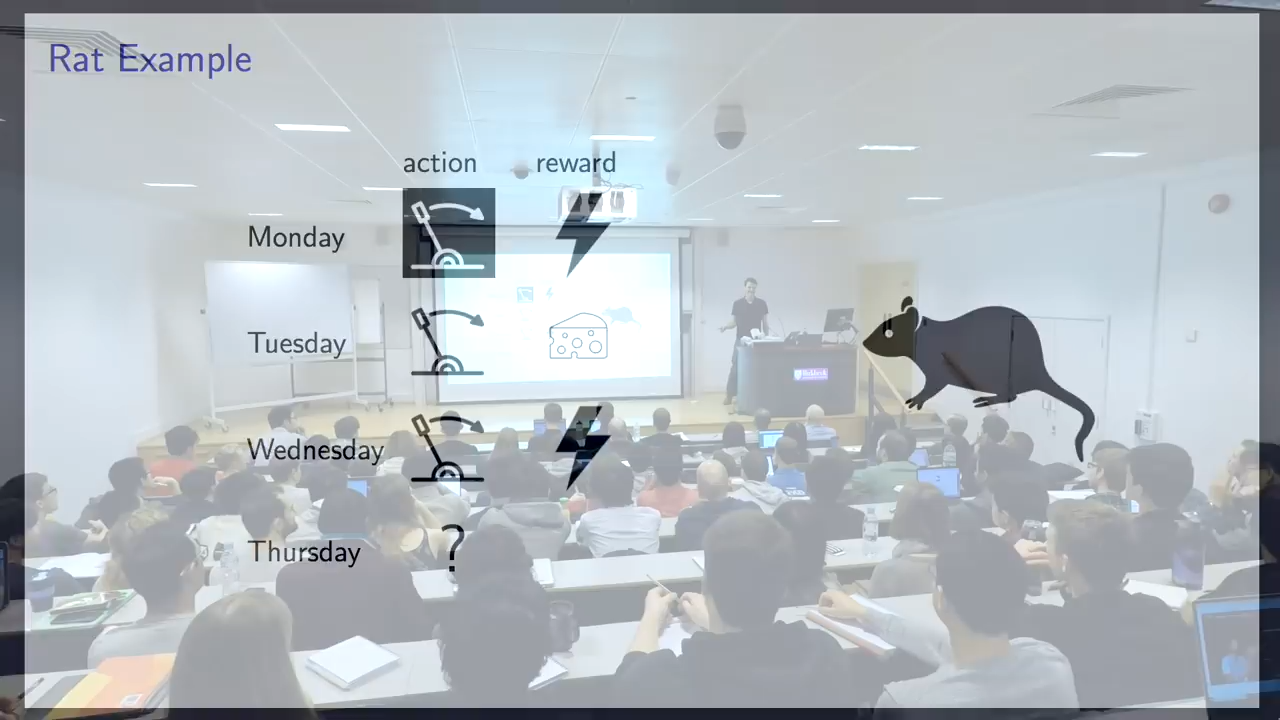 Rat Example
action reward
Monday
Tuesday
Wednesday
Thursday
?